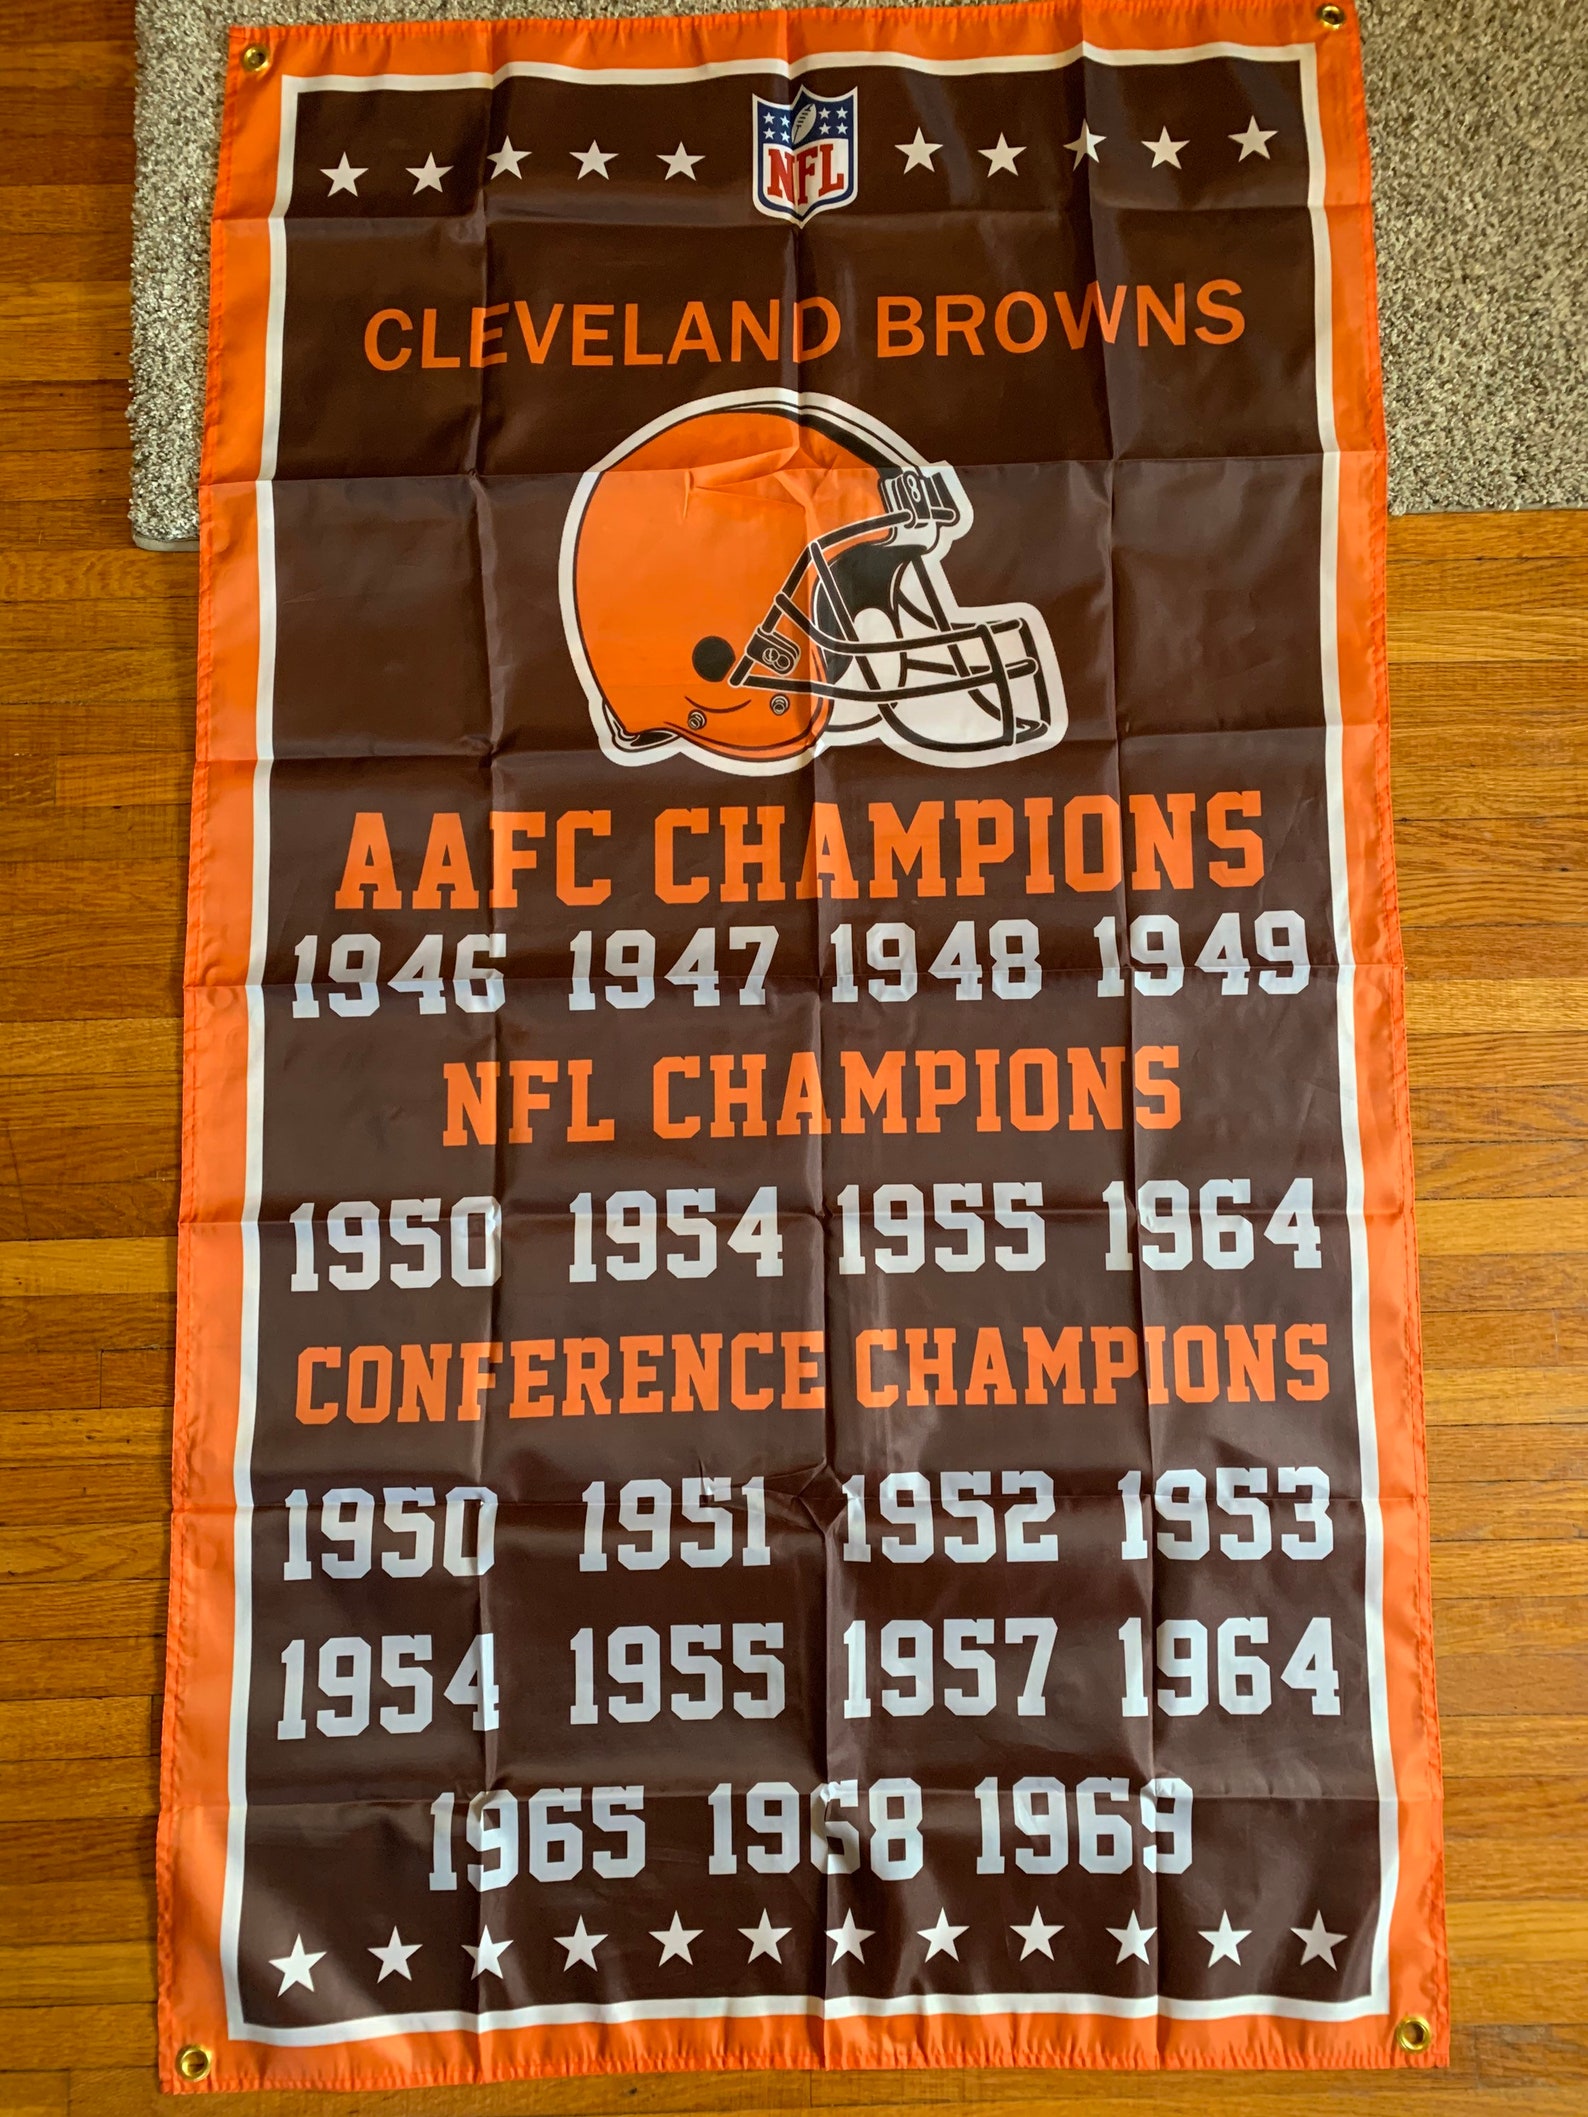 NFL
CLEVELAND BROWNS
AAFC CHAMPIONS
1946 1947 1948 1949
NFL CHAMPIONS
1950 1954 1955 1964
CONFERENCE CHAMPIONS
1950 1951 1952 1953
1954 1955 1957 1964
1965 1968 1969